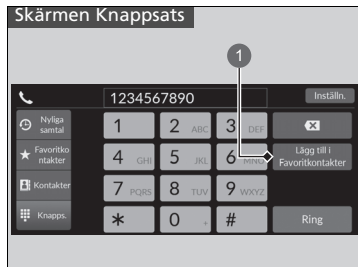 Skärmen Knappsats
1
1234567890
Inställn.
Nyliga
samtal
1
2 ABC
3 DEF
Favoritko
ntakter
4 GHI
5 JKL
6 MNO
Lägg till i
Favoritkontakter
Kontakter
7 PQRS
8 TUV
9 WXYZ
Knapps.
*
0 +
#
Ring